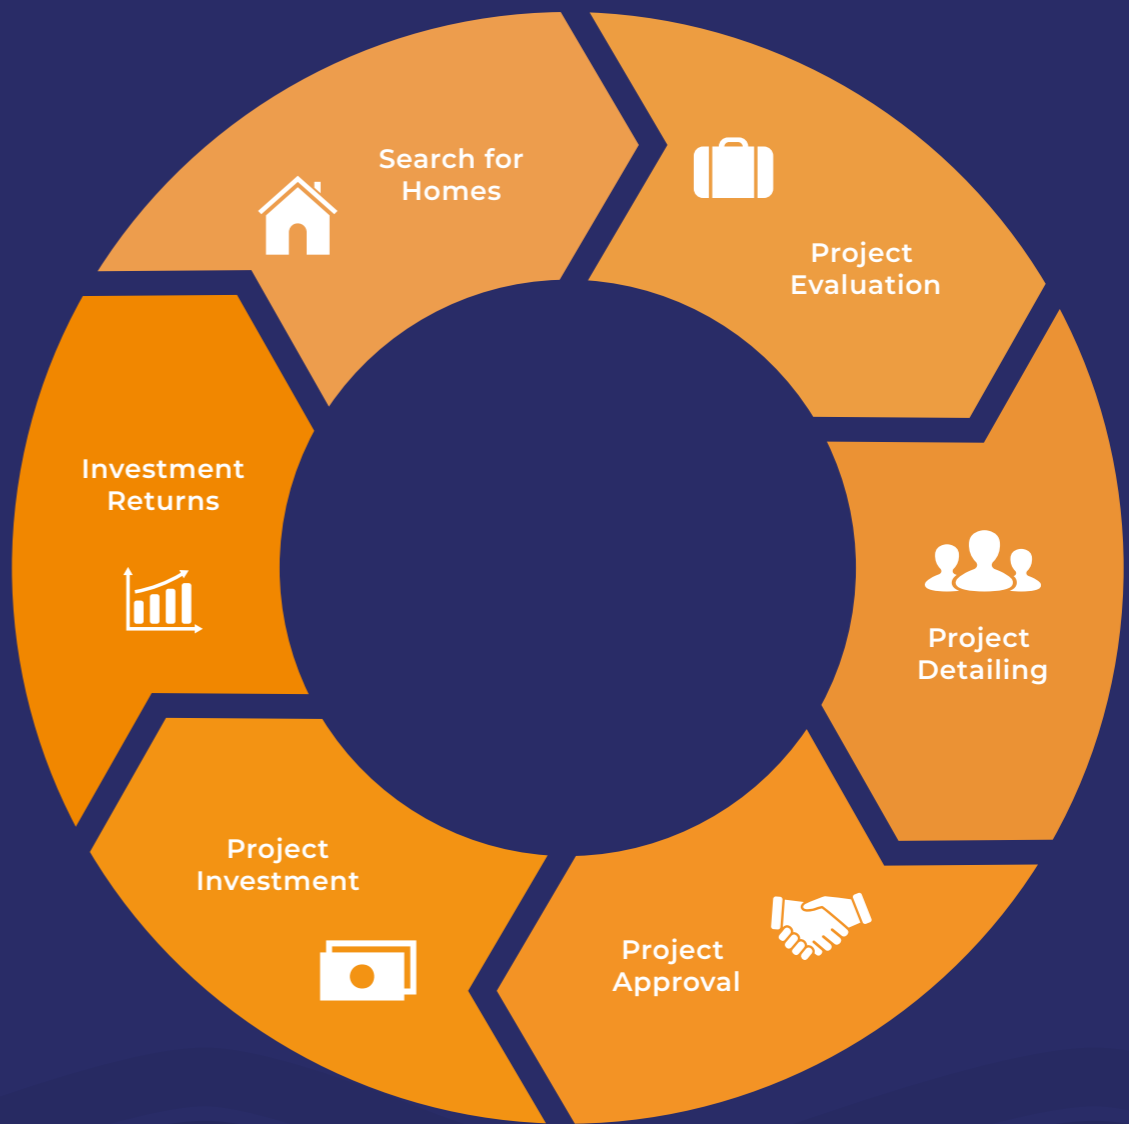 Search for
Homes
Project
Evaluation
Project
Detailing
Project
Approval
Project
Investment
Investment
Returns